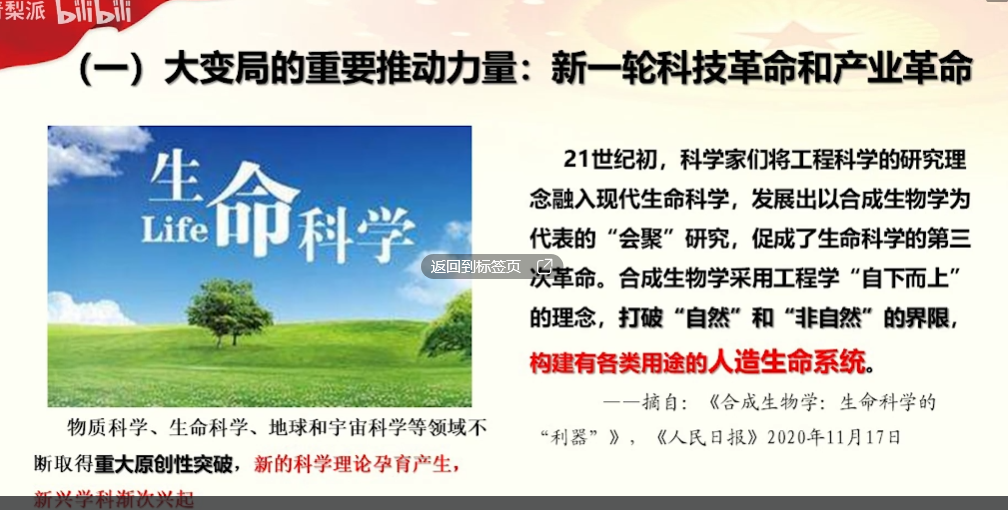 梨派 bilibili
（一）大变局的重要推动力量：新一轮科技革命和产业革命
生命科学
Life
21世纪初，科学家们将工程科学的研究理
念融入现代生命科学，发展出以合成生物学为
代表的“会聚”研究，促成了生命科学的第三
次革命。合成生物学采用工程学“自下而上”
的理念，打破“自然”和“非自然”的界限，
构建有各类用途的人造生命系统。
——摘自：《合成生物学：生命科学的
“利器”》，《人民日报》2020年11月17日
返回到标签页
物质科学、生命科学、地球和宇宙科学等领域不
断取得重大原创性突破，新的科学理论孕育产生，
新兴学科渐次兴起